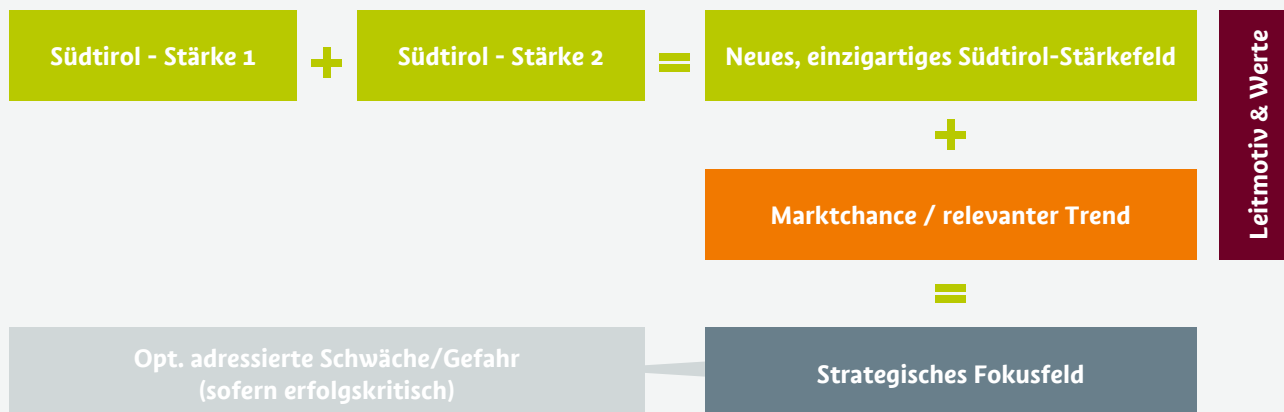 Südtirol - Stärke 1
+
Südtirol - Stärke 2
=
Neues, einzigartiges Südtirol-Stärkefeld
Leitmotiv & Werte
+
Marktchance / relevanter Trend
=
Opt. adressierte Schwäche/Gefahr
(sofern erfolgskritisch)
Strategisches Fokusfeld